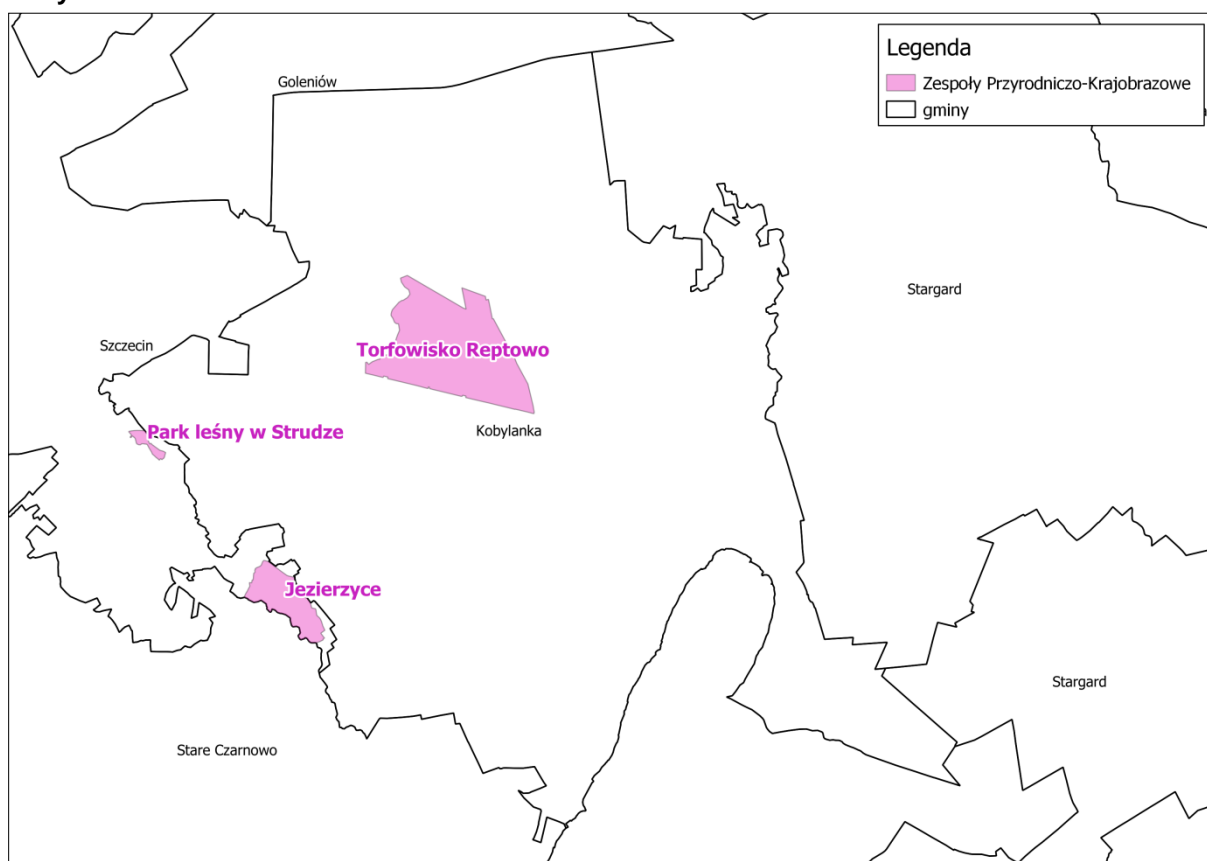 Legenda
Zespoły Przyrodniczo-Krajobrazowe
gminy
Goleniów
Stargard
Szczecin
Torfowisko Reptowo
Park leśny w Strudze
Kobylanka
Jezierzyce
Stargard
Stare Czarnowo